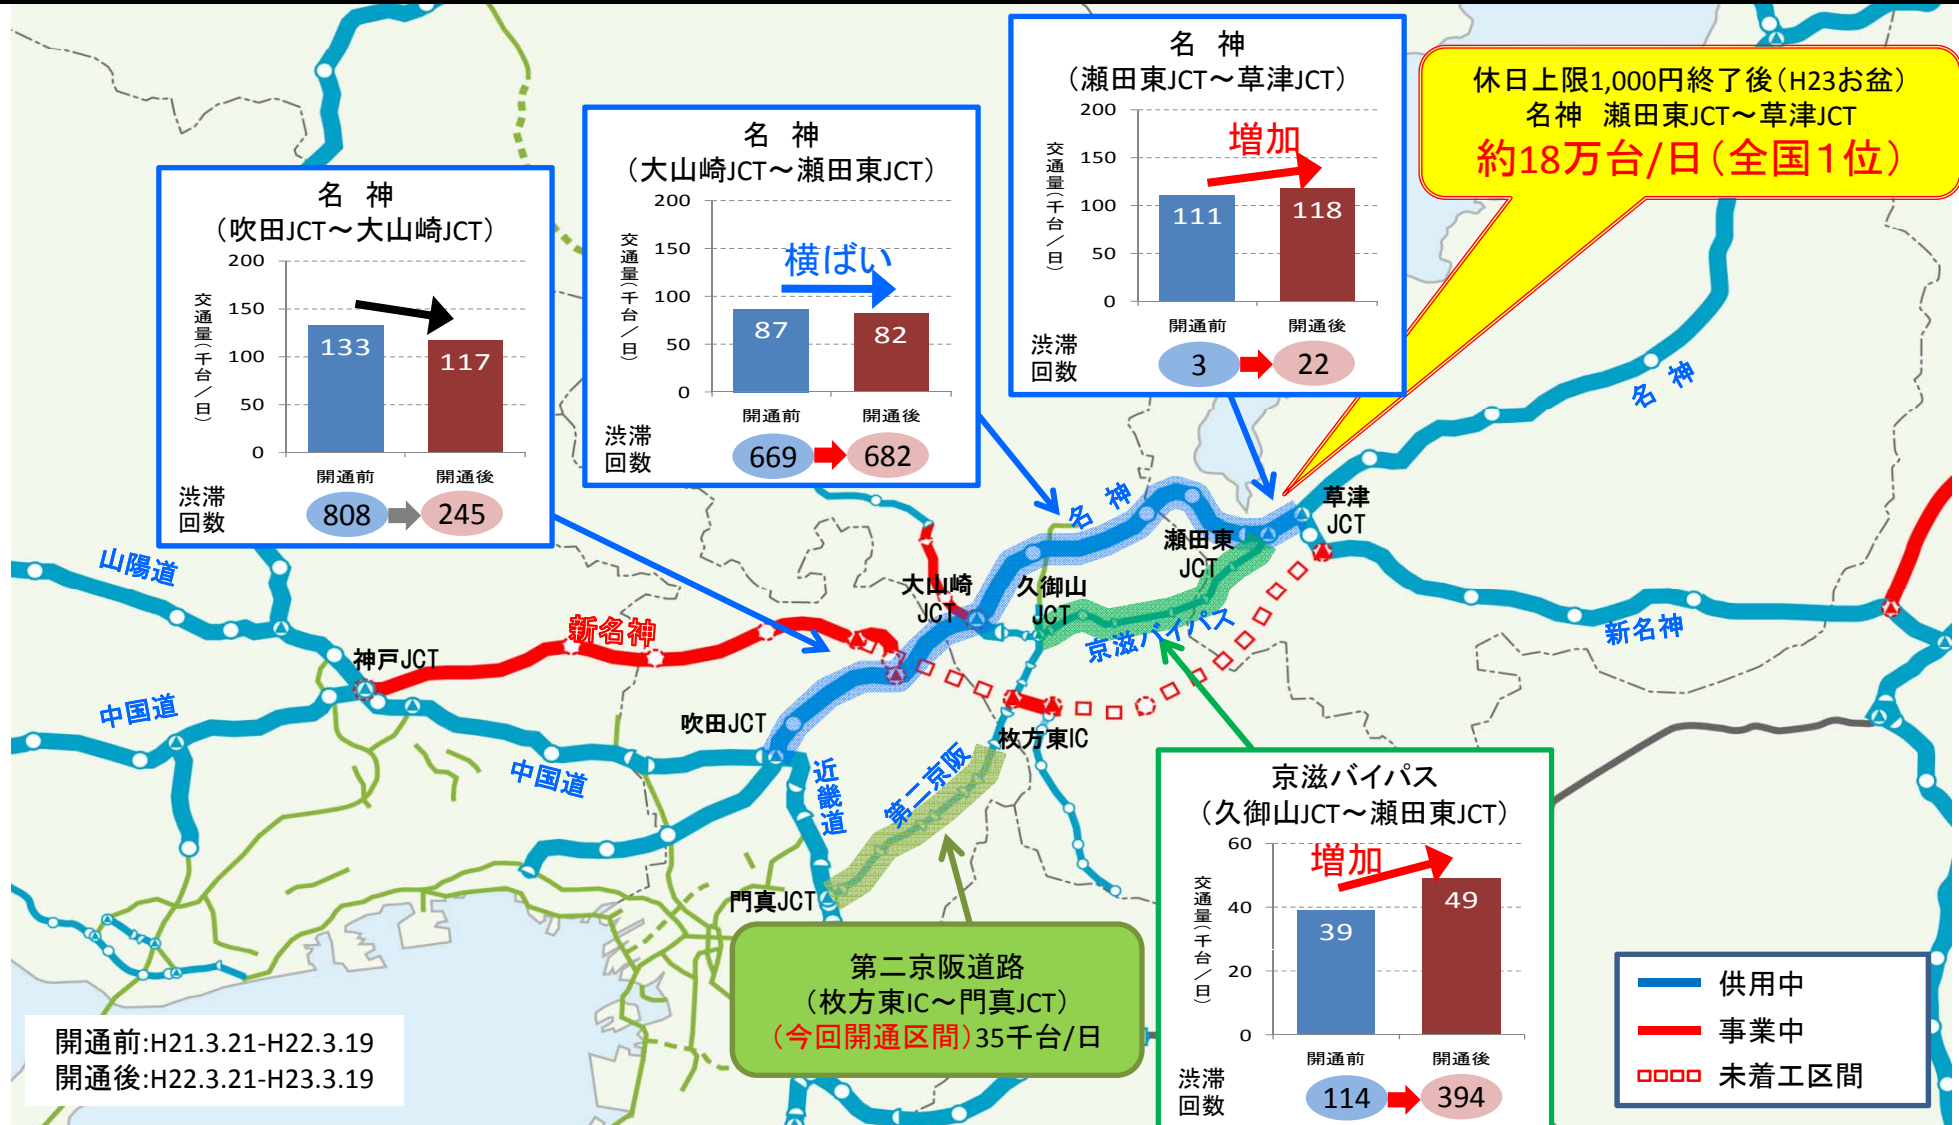 名 神
（吹田JCT～大山崎JCT）
交通量（千台／日）
200
150
100
50
0
133
117
開通前
開通後
渋滞
回数
808
245
名 神
（大山崎JCT～瀬田東JCT）
交通量（千台／日）
200
150
100
50
0
横ばい
87
82
開通前
開通後
渋滞
回数
669
682
名 神
（瀬田東JCT～草津JCT）
交通量（千台／日）
200
150
100
50
0
増加
111
118
開通前
開通後
渋滞
回数
3
22
休日上限1,000円終了後（H23お盆）
名神 瀬田東JCT～草津JCT
約18万台/日（全国１位）
名 神
名 神
草津
JCT
瀬田東
JCT
大山崎
JCT
久御山
JCT
京滋バイパス
新名神
山陽道
新名神
神戸JCT
中国道
中国道
吹田JCT
近畿道
第二京阪
枚方東IC
門真JCT
第二京阪道路
（枚方東IC～門真JCT）
（今回開通区間）35千台/日
京滋バイパス
（久御山JCT～瀬田東JCT）
交通量（千台／日）
60
40
20
0
増加
39
49
開通前
開通後
渋滞
回数
114
394
開通前:H21.3.21-H22.3.19
開通後:H22.3.21-H23.3.19
供用中
事業中
未着工区間